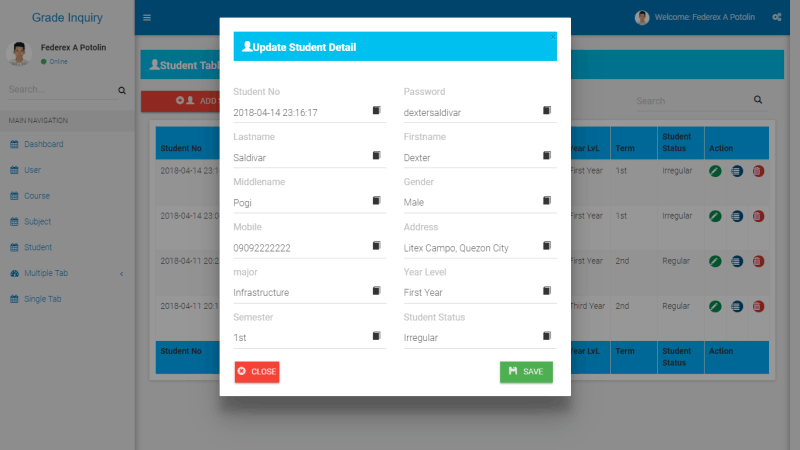 Grade Inquiry
Welcome: Federex A Potolin
Federex A Potolin
Online
Search...
MAIN NAVIGATION
Dashboard
User
Course
Subject
Student
Multiple Tab
Single Tab
Student Tabl
ADD S
Search
Student No
Year LvL
Term
Student Status
Action
2018-04-14 23:1
First Year
1st
Irregular
2018-04-14 23:0
First Year
1st
Irregular
2018-04-11 20:2
First Year
2nd
Regular
2018-04-11 20:1
Third Year
2nd
Regular
Student No
Year LvL
Term
Student Status
Action
Update Student Detail
Student No
Password
2018-04-14 23:16:17
dextersaldivar
Lastname
Firstname
Saldivar
Dexter
Middlename
Gender
Pogi
Male
Mobile
Address
09092222222
Litex Campo, Quezon City
major
Year Level
Infrastructure
First Year
Semester
Student Status
1st
Irregular
CLOSE
SAVE